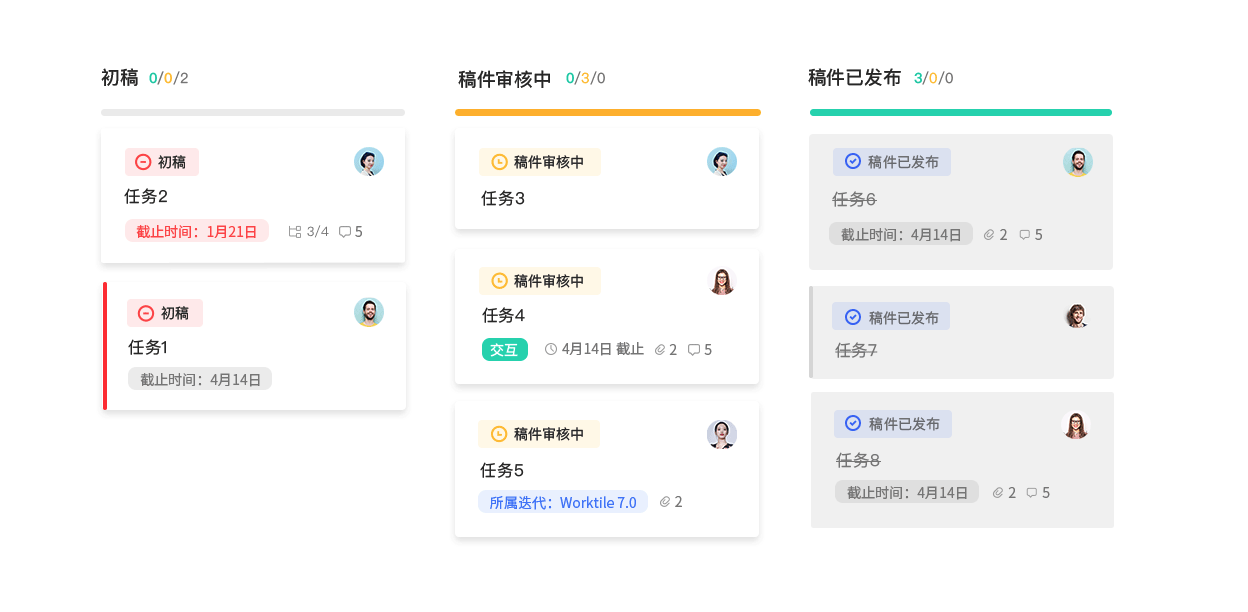 初稿 0/0/2
初稿
任务2
截止时间：1月21日 3/4 5
初稿
任务1
截止时间：4月14日
稿件审核中 0/3/0
稿件审核中
任务3
稿件审核中
任务4
交互 4月14日 截止 2 5
稿件审核中
任务5
所属迭代：Worktile 7.0 2
稿件已发布 3/0/0
稿件已发布
任务6
截止时间：4月14日 2 5
稿件已发布
任务7
稿件已发布
任务8
截止时间：4月14日 2 5